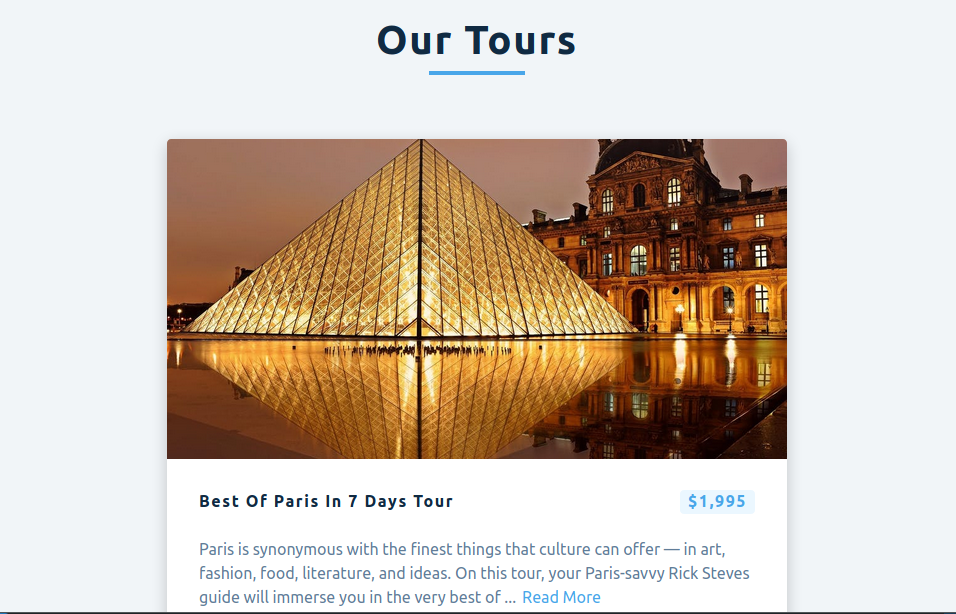 Our Tours
Best Of Paris In 7 Days Tour
$1,995
Paris is synonymous with the finest things that culture can offer — in art,
fashion, food, literature, and ideas. On this tour, your Paris-savvy Rick Steves
guide will immerse you in the very best of ... Read More